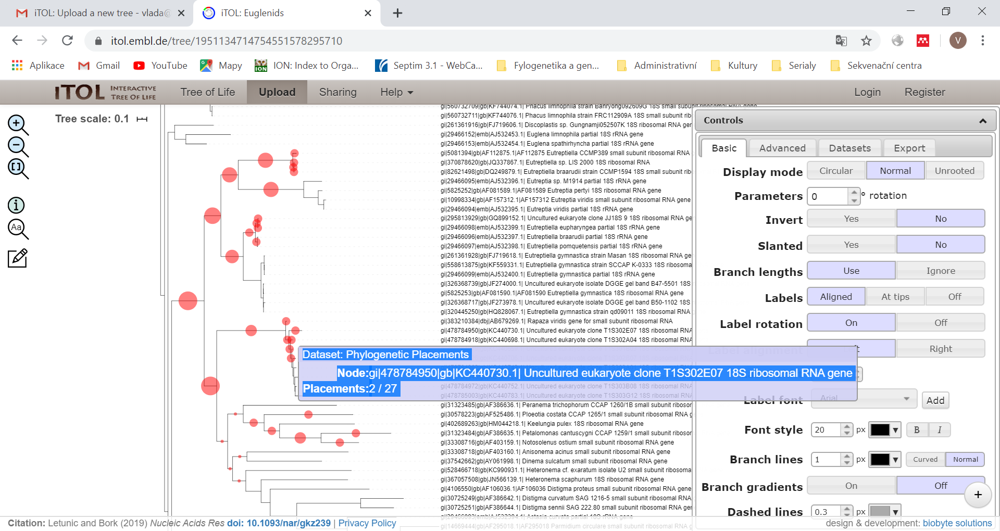 iTOL: Upload a new tree - vlada@
iTOL: Euglenids
itol.embl.de/tree/1951134714754551578295710
V
Aplikace
Gmail
YouTube
Mapy
ION: Index to Orga...
Septim 3.1 - WebCa...
Fylogenetika a gen...
Administrativní
Kultury
Serialy
Sekvenační centra
iTOL INTERACTIVE TREE OF LIFE
Tree of Life
Upload
Sharing
Help
Login
Register
Tree scale: 0.1
gi|560732709|gb|KF744074.1| Phacus limnophila strain Bahryong092609G 18S small subunit ribosomal RNA gene
gi|560732711|gb|KF744076.1| Phacus limnophila strain FRC112909A 18S small subunit rib
gi|261361916|gb|FJ719606.1| Discoplastis sp. Gungnamji052507K 18S ribosomal RNA ger
gi|29466152|emb|AJ532453.1| Euglena limnophila partial 18S rRNA gene
gi|29466153|emb|AJ532454.1| Euglena spathirhyncha partial 18S rRNA gene
gi|5081394|gb|AF112875.1|AF112875 Eutreptiella CCMP389 small subunit ribosomal RNA
gi|370878620|gb|JQ337867.1| Eutreptiella sp. LIS 2000 18S ribosomal RNA
gi|82621498|gb|DQ249879.1| Eutreptiella braarudii strain CCMP1594 18S small subunit rib
gi|29466095|emb|AJ532396.1| Eutreptia sp. M1914 partial 18S rRNA gene
gi|5825252|gb|AF081589.1|AF081589 Eutreptia pertyi 18S ribosomal RNA gene
gi|10998334|gb|AF157312.1|AF157312 Eutreptia viridis small subunit ribosomal RNA gene
gi|29466094|emb|AJ532395.1| Eutreptia viridis partial 18S rRNA gene
gi|295813929|gb|GQ899152.1| Uncultured eukaryote clone JJ18S 9 18S ribosomal RNA ge
gi|29466098|emb|AJ532399.1| Eutreptiella eupharyngea partial 18S rRNA gene
gi|29466096|emb|AJ532397.1| Eutreptiella braarudii partial 18S rRNA gene
gi|29466097|emb|AJ532398.1| Eutreptiella pomquetensis partial 18S rRNA gene
gi|261361928|gb|FJ719618.1| Eutreptiella gymnastica strain Masan 18S ribosomal RNA ge
gi|558613875|gb|KF559331.1| Eutreptiella gymnastica strain SCCAP K-0333 18S ribosoma
gi|29466099|emb|AJ532400.1| Eutreptiella gymnastica partial 18S rRNA gene
gi|326368739|gb|JF274000.1| Uncultured eukaryote isolate DGGE gel band B47-5501 18S
gi|5825253|gb|AF081590.1|AF081590 Eutreptiella gymnastica 18S ribosomal RNA gene
gi|326368717|gb|JF273978.1| Uncultured eukaryote isolate DGGE gel band B50-1102 18S
gi|320445250|gb|HQ828067.1| Eutreptiella gymnastica strain qd09011 18S ribosomal RNA g
gi|383210384|dbj|AB679269.1| Rapaza viridis gene for small subunit ribosomal RNA
gi|478784950|gb|KC440730.1| Uncultured eukaryote clone T1S302E07 18S ribosomal RNA
gi|478784918|gb|KC440698.1| Uncultured eukaryote clone T1S302A04 18S ribosomal RNA
Dataset: Phylogenetic Placements
Node:gi|478784950|gb|KC440730.1| Uncultured eukaryote clone T1S302E07 18S ribosomal RNA gene
Placements:2 / 27
gi|478784972|gb|KC440752.1| Uncultured eukaryote clone T1S303B08 18S ribosomal RNA
gi|478785003|gb|KC440783.1| Uncultured eukaryote clone T1S303G12 18S ribosomal RNA
gi|31323485|gb|AF386636.1| Peranema trichophorum CCAP 1260/1B small subunit ribosor
gi|30578223|gb|AF525486.1| Ploeotia costata CCAP 1265/1 small subunit ribosomal RNA g
gi|402689263|gb|HM044218.1| Keelungia pulex 18S ribosomal RNA gene
gi|31323484|gb|AF386635.1| Petalomonas cantuscygni CCAP 1259/1 small subunit ribosor
gi|33308716|gb|AF403159.1| Notosolenus ostium small subunit ribosomal RNA gene
gi|33308718|gb|AF403160.1| Anisonema acinus small subunit ribosomal RNA gene
gi|37542662|gb|AY061998.1| Dinema sulcatum small subunit ribosomal RNA gene
gi|528466718|gb|KC990931.1| Heteronema cf. exaratum isolate U2 small subunit ribosoma
gi|367057508|gb|JN566139.1| Heteronema scaphurum 18S ribosomal RNA gene
gi|4106550|gb|AF106036.1|AF106036 Distigma proteus small subunit ribosomal RNA gene
gi|30725249|gb|AF386642.1| Distigma curvatum SAG 1216-5 small subunit ribosomal RNA
gi|30725251|gb|AF386644.1| Distigma sennii SAG 222.80 small subunit ribosomal RNA ger
gi|29466093|emb|AJ532394.1| Astasia curvata partial 18S rRNA gene
gi|14669444|gb|AF295018.1|AF295018 Parmidium circulare small subunit ribosomal RNA g
Controls
Basic
Advanced
Datasets
Export
Display mode Circular Normal Unrooted
Parameters 0 ° rotation
Invert Yes No
Slanted Yes No
Branch lengths Use Ignore
Labels Aligned At tips Off
Label rotation On Off
Label alignment Right
Label font Arial Add
Font style 20 px B I
Branch lines 1 px Curved Normal
Branch gradients On Off
Dashed lines 0.3 px
Citation: Letunic and Bork (2019) Nucleic Acids Res doi: 10.1093/nar/gkz239 | Privacy Policy
design & development: biobyte solutions